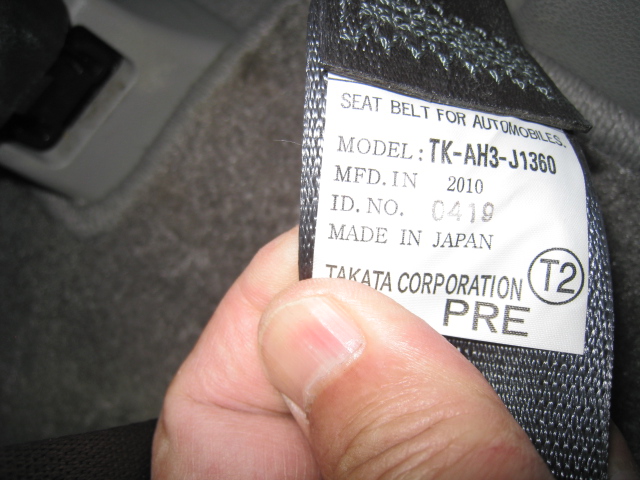 SEAT BELT FOR AUTOMOBILES.
MODEL: TK-AH3-J1360
MFD. IN 2010
ID. NO. 0419
MADE IN JAPAN
TAKATA CORPORATION T2
PRE